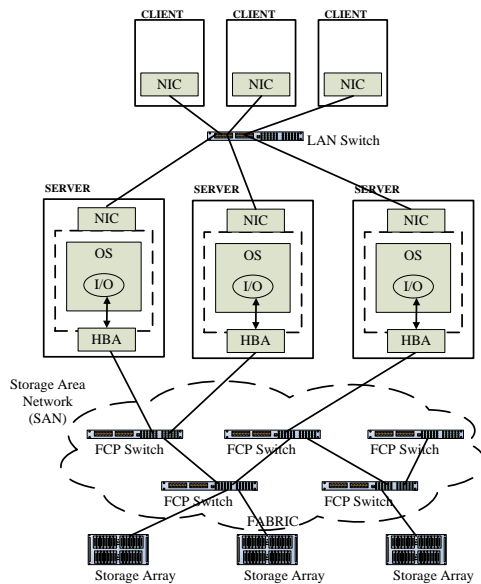 CLIENT CLIENT CLIENT
NIC NIC NIC
LAN Switch
SERVER SERVER SERVER
NIC NIC NIC
OS OS OS
I/O I/O I/O
HBA HBA HBA
Storage Area
Network
(SAN)
FCP Switch FCP Switch FCP Switch
FCP Switch FCP Switch
FABRIC
Storage Array Storage Array Storage Array